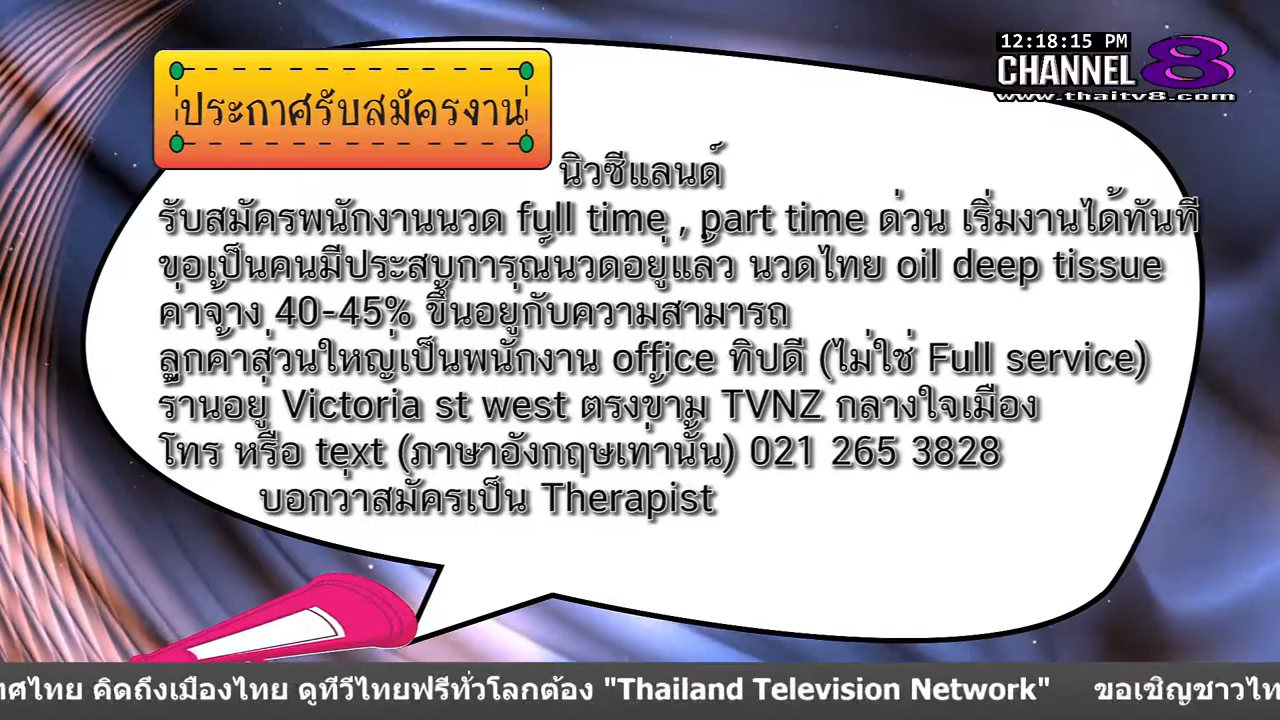 12:18:15 PM
CHANNEL 8
www.thaitv8.com
ประกาศรับสมัครงาน
นิวซีแลนด์
รับสมัครพนักงานนวด full time , part time ด่วน เริ่มงานได้ทันที
ขอเป็นคนมีประสบการณ์นวดอยู่แล้ว นวดไทย oil deep tissue
ค่าจ้าง 40-45% ขึ้นอยู่กับความสามารถ
ลูกค้าส่วนใหญ่เป็นพนักงาน office ทิปดี (ไม่ใช่ Full service)
ร้านอยู่ Victoria st west ตรงข้าม TVNZ กลางใจเมือง
โทร หรือ text (ภาษาอังกฤษเท่านั้น) 021 265 3828
บอกว่าสมัครเป็น Therapist
ศไทย คิดถึงเมืองไทย ดูทีวีไทยฟรีทั่วโลกต้อง "Thailand Television Network" ขอเชิญชาวไท